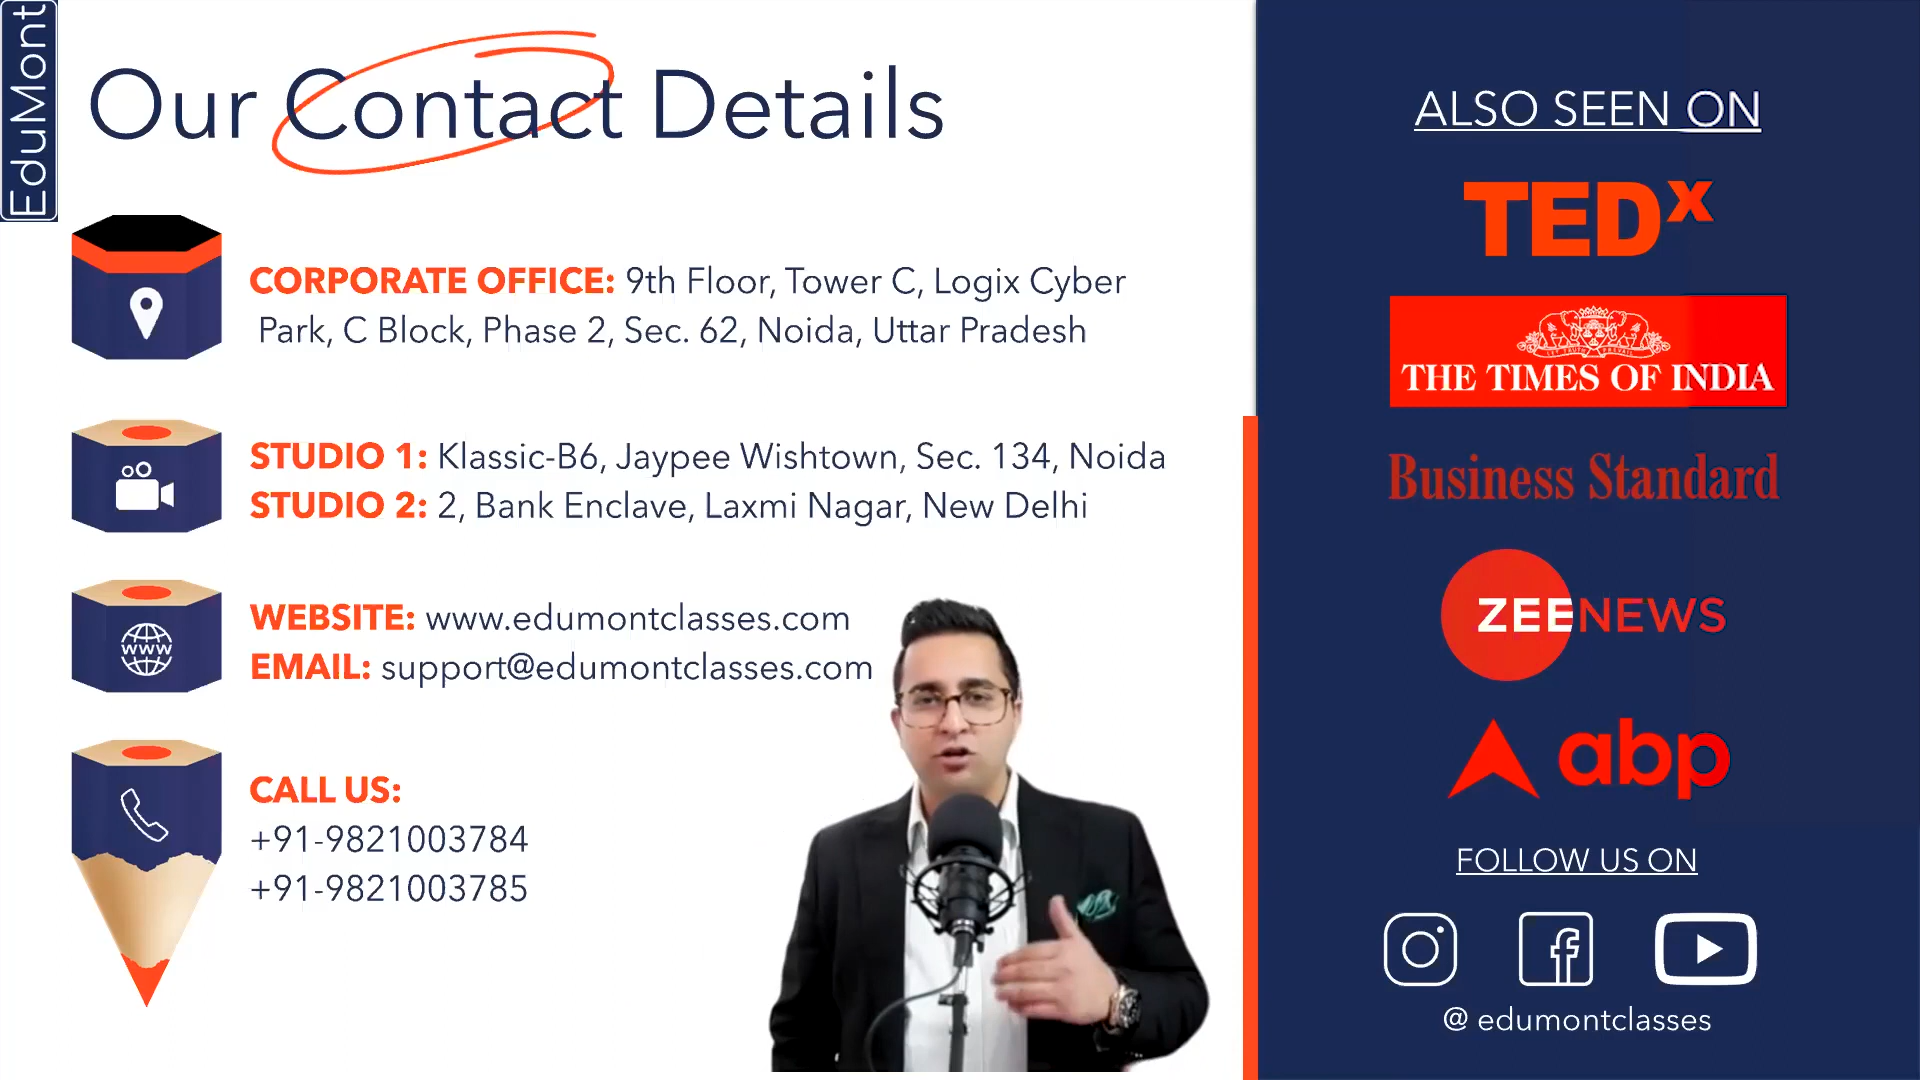 EduMont
Our Contact Details
CORPORATE OFFICE: 9th Floor, Tower C, Logix Cyber
Park, C Block, Phase 2, Sec. 62, Noida, Uttar Pradesh
STUDIO 1: Klassic-B6, Jaypee Wishtown, Sec. 134, Noida
STUDIO 2: 2, Bank Enclave, Laxmi Nagar, New Delhi
www
WEBSITE: www.edumontclasses.com
EMAIL: support@edumontclasses.com
CALL US:
+91-9821003784
+91-9821003785
ALSO SEEN ON
TEDx
THE TIMES OF INDIA
Business Standard
ZEENEWS
abp
FOLLOW US ON
@ edumontclasses